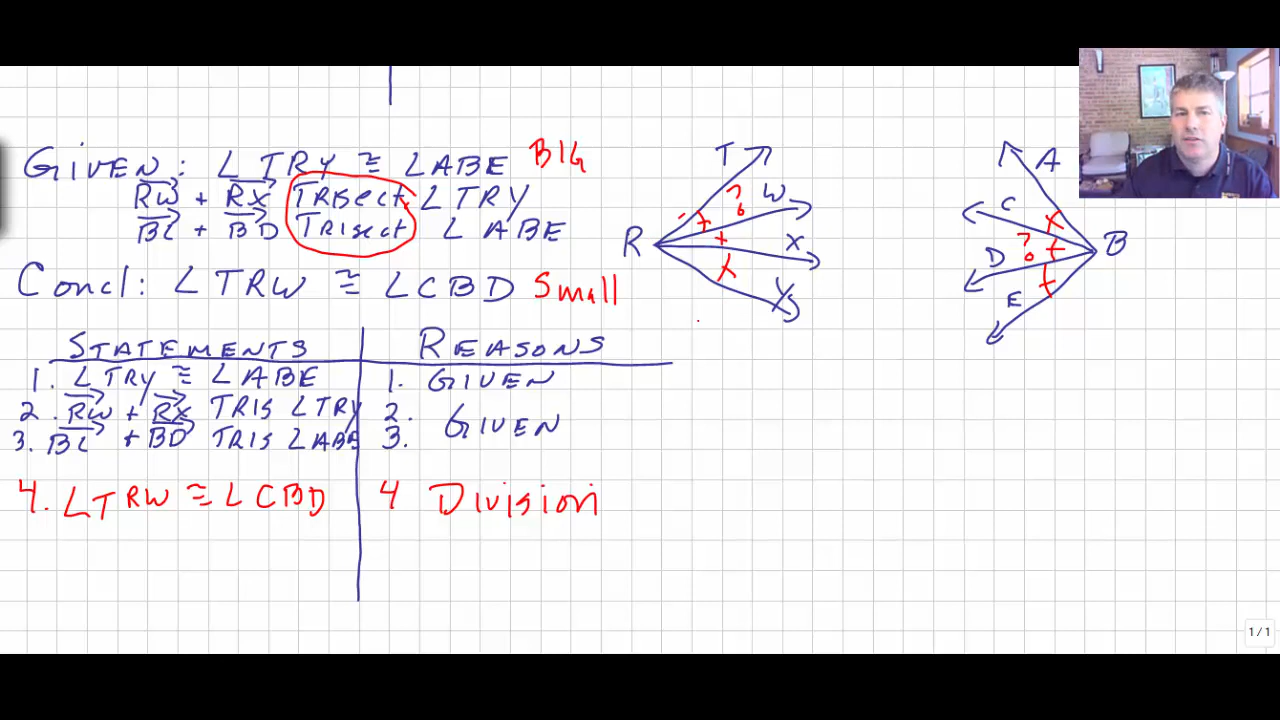 GIVEN: ∠TRY ≅ ∠ABE BIG
RW + RX TRISECT ∠TRY
BC + BD TRISECT ∠ABE
CONCL: ∠TRW ≅ ∠CBD Small
STATEMENTS REASONS
1. ∠TRY ≅ ∠ABE 1. GIVEN
2. RW + RX TRIS ∠TRY 2.
GIVEN
3. BC + BD TRIS ∠ABE 3.
4. ∠TRW ≅ ∠CBD 4 Division
T
? W
R X
Y
A
C
B
?
D
E
1/1